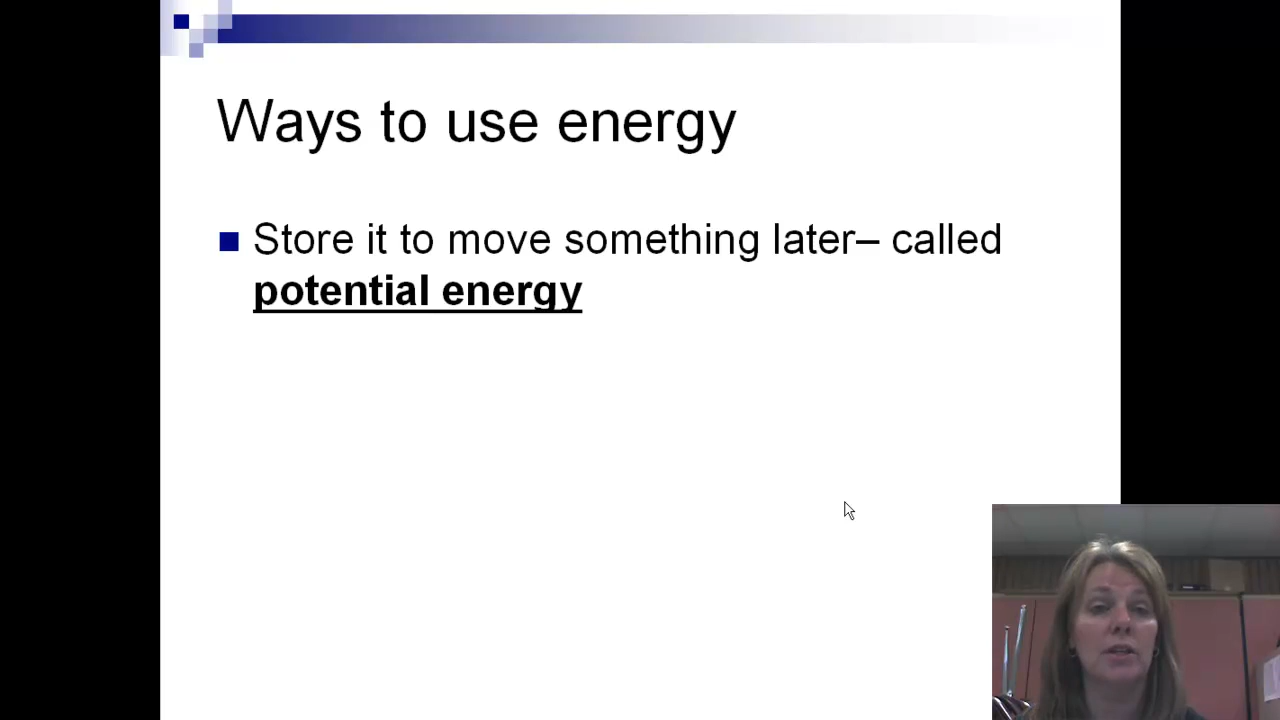 Ways to use energy
Store it to move something later– called
potential energy